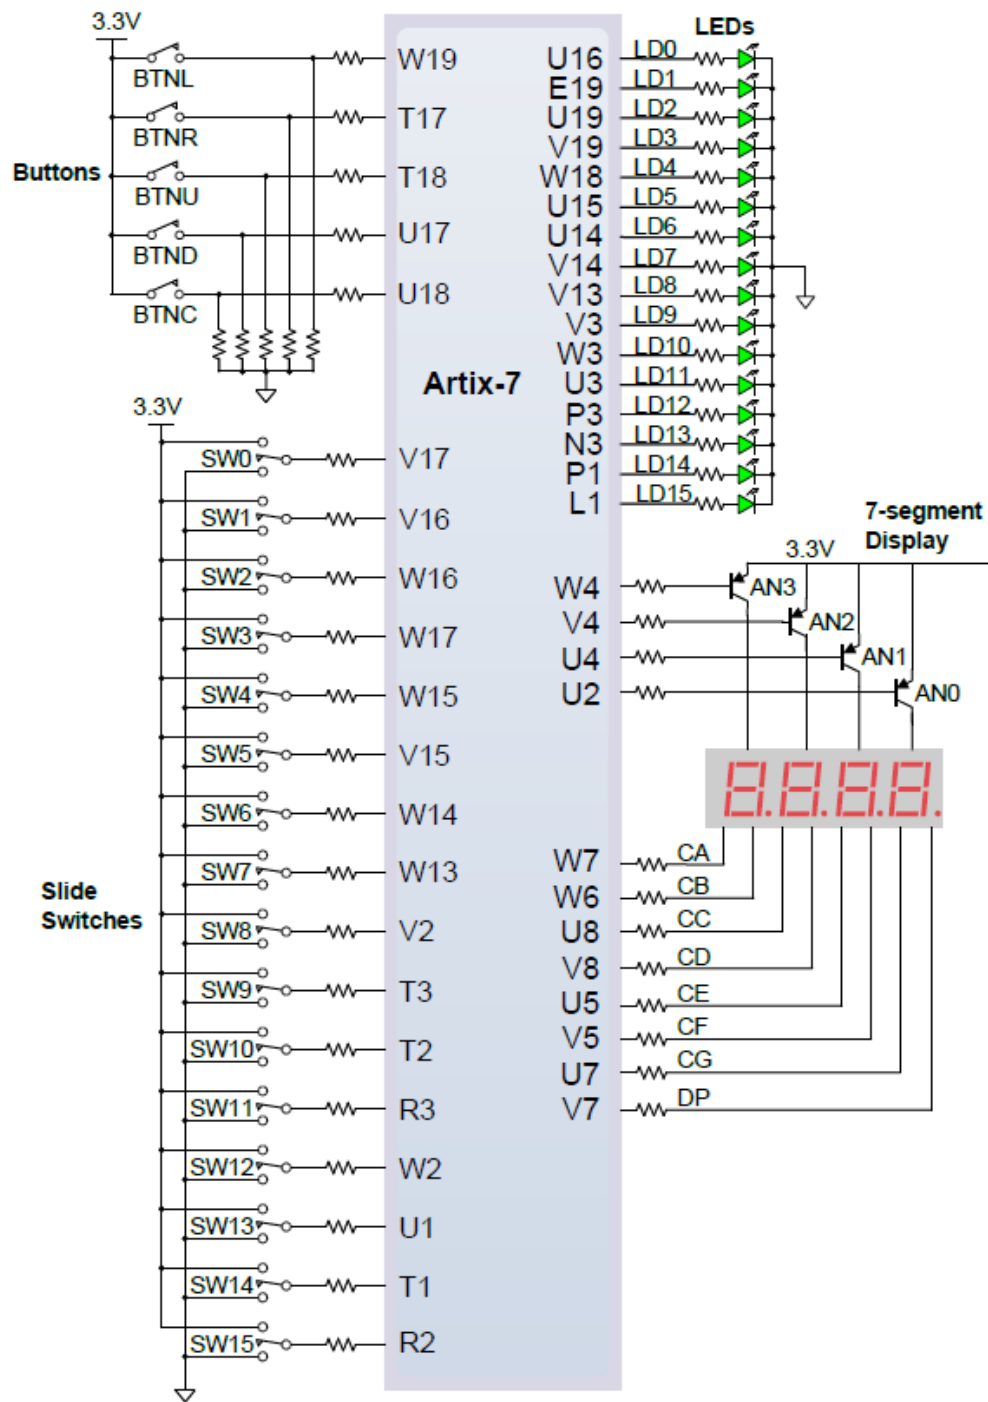 3.3V
BTNL
BTNR
BTNU
BTND
BTNC
Buttons
W19
T17
T18
U17
U18
Artix-7
LEDs
U16 LD0
E19 LD1
U19 LD2
V19 LD3
W18 LD4
U15 LD5
U14 LD6
V14 LD7
V13 LD8
V3 LD9
W3 LD10
U3 LD11
P3 LD12
N3 LD13
P1 LD14
L1 LD15
3.3V
SW0 V17
SW1 V16
SW2 W16
SW3 W17
SW4 W15
SW5 V15
SW6 W14
SW7 W13
SW8 V2
SW9 T3
SW10 T2
SW11 R3
SW12 W2
SW13 U1
SW14 T1
SW15 R2
Slide
Switches
7-segment
Display
3.3V
W4 AN3
V4 AN2
U4 AN1
U2 AN0
8.8.8.8.
W7 CA
W6 CB
U8 CC
V8 CD
U5 CE
V5 CF
U7 CG
V7 DP